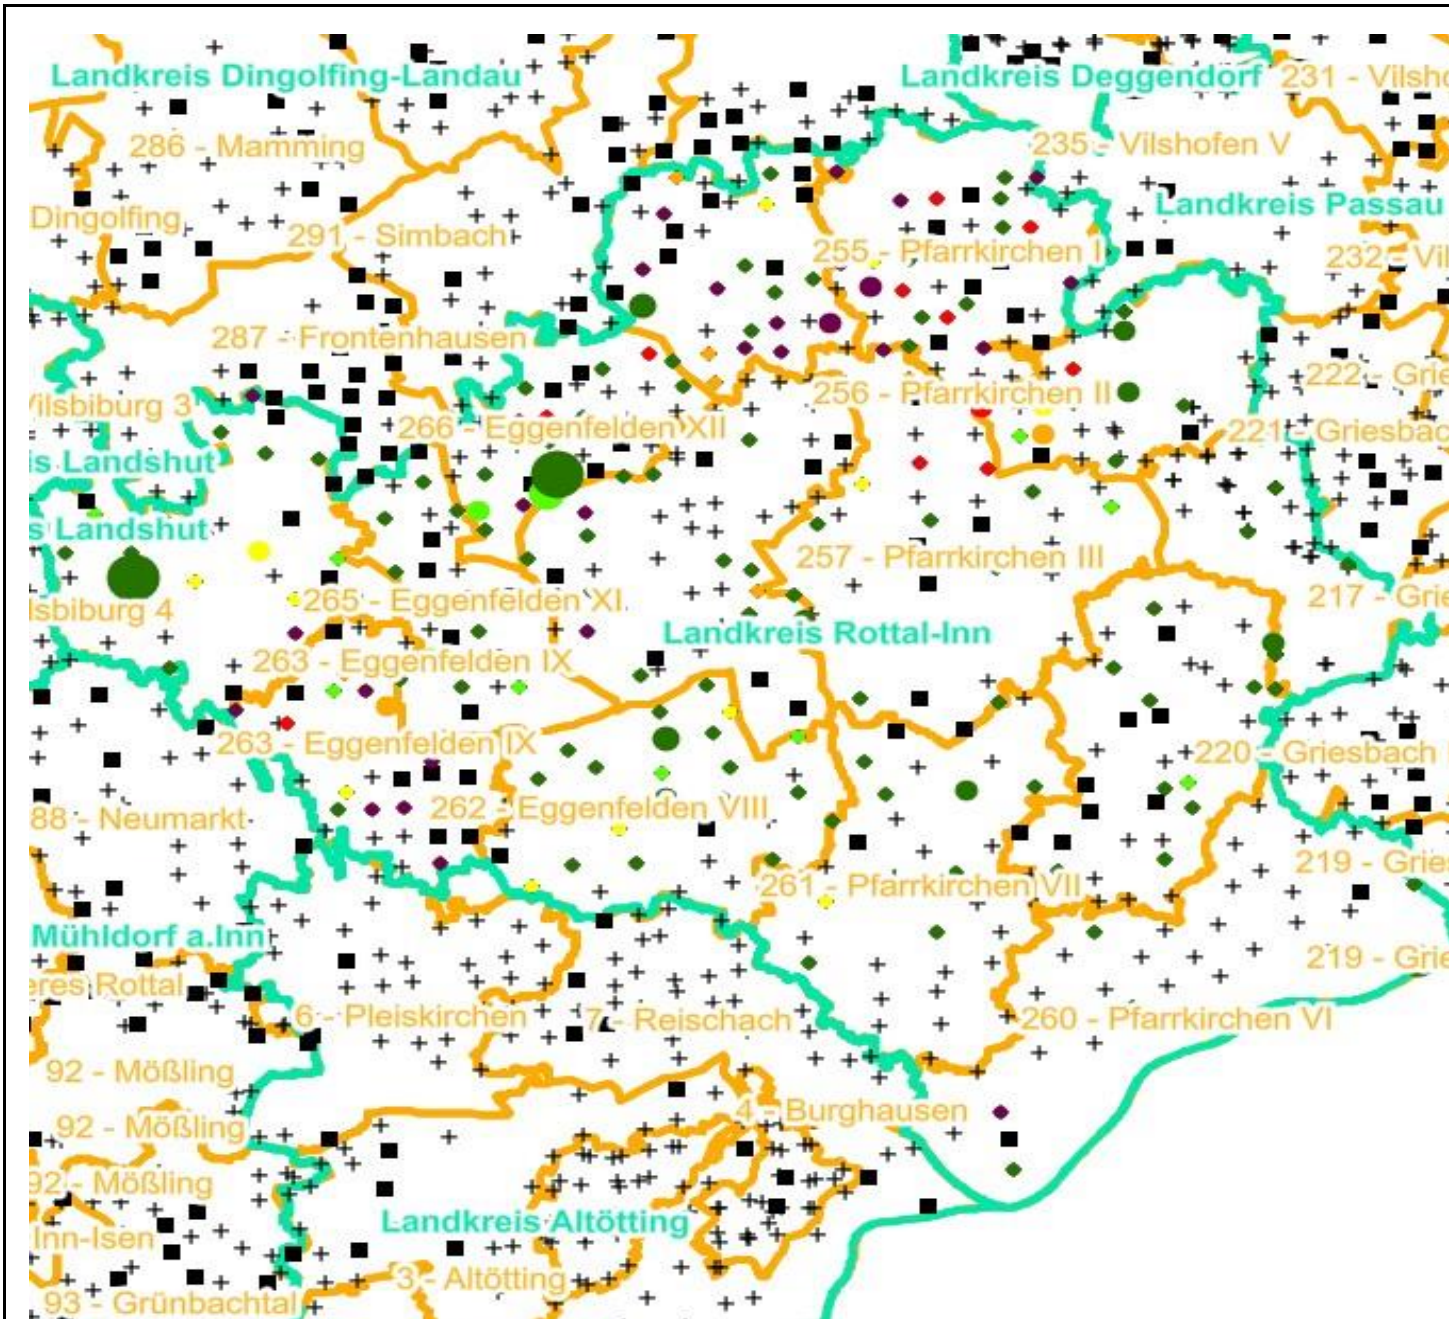 Landkreis Dingolfing-Landau
Landkreis Deggendorf
231 - Vilsho
286 - Mamming
235 - Vilshofen V
Landkreis Passau
Dingolfing
291 - Simbach
255 - Pfarrkirchen I
232 - Vil
287 - Frontenhausen
222 - Grie
256 - Pfarrkirchen II
Vilsbiburg 3
266 - Eggenfelden XII
221 - Griesbac
is Landshut
s Landshut
257 - Pfarrkirchen III
lsbiburg 4
265 - Eggenfelden XI
217 - Grie
Landkreis Rottal-Inn
263 - Eggenfelden IX
263 - Eggenfelden IX
220 - Griesbach
262 - Eggenfelden VIII
88 - Neumarkt
219 - Grie
261 - Pfarrkirchen VII
Mühldorf a.Inn
219 - Grie
eres Rottal
6 - Pleiskirchen
7 - Reischach
260 - Pfarrkirchen VI
92 - Mößling
4 - Burghausen
92 - Mößling
92 - Mößling
Landkreis Altötting
Inn-Isen
3 - Altötting
93 - Grünbachtal